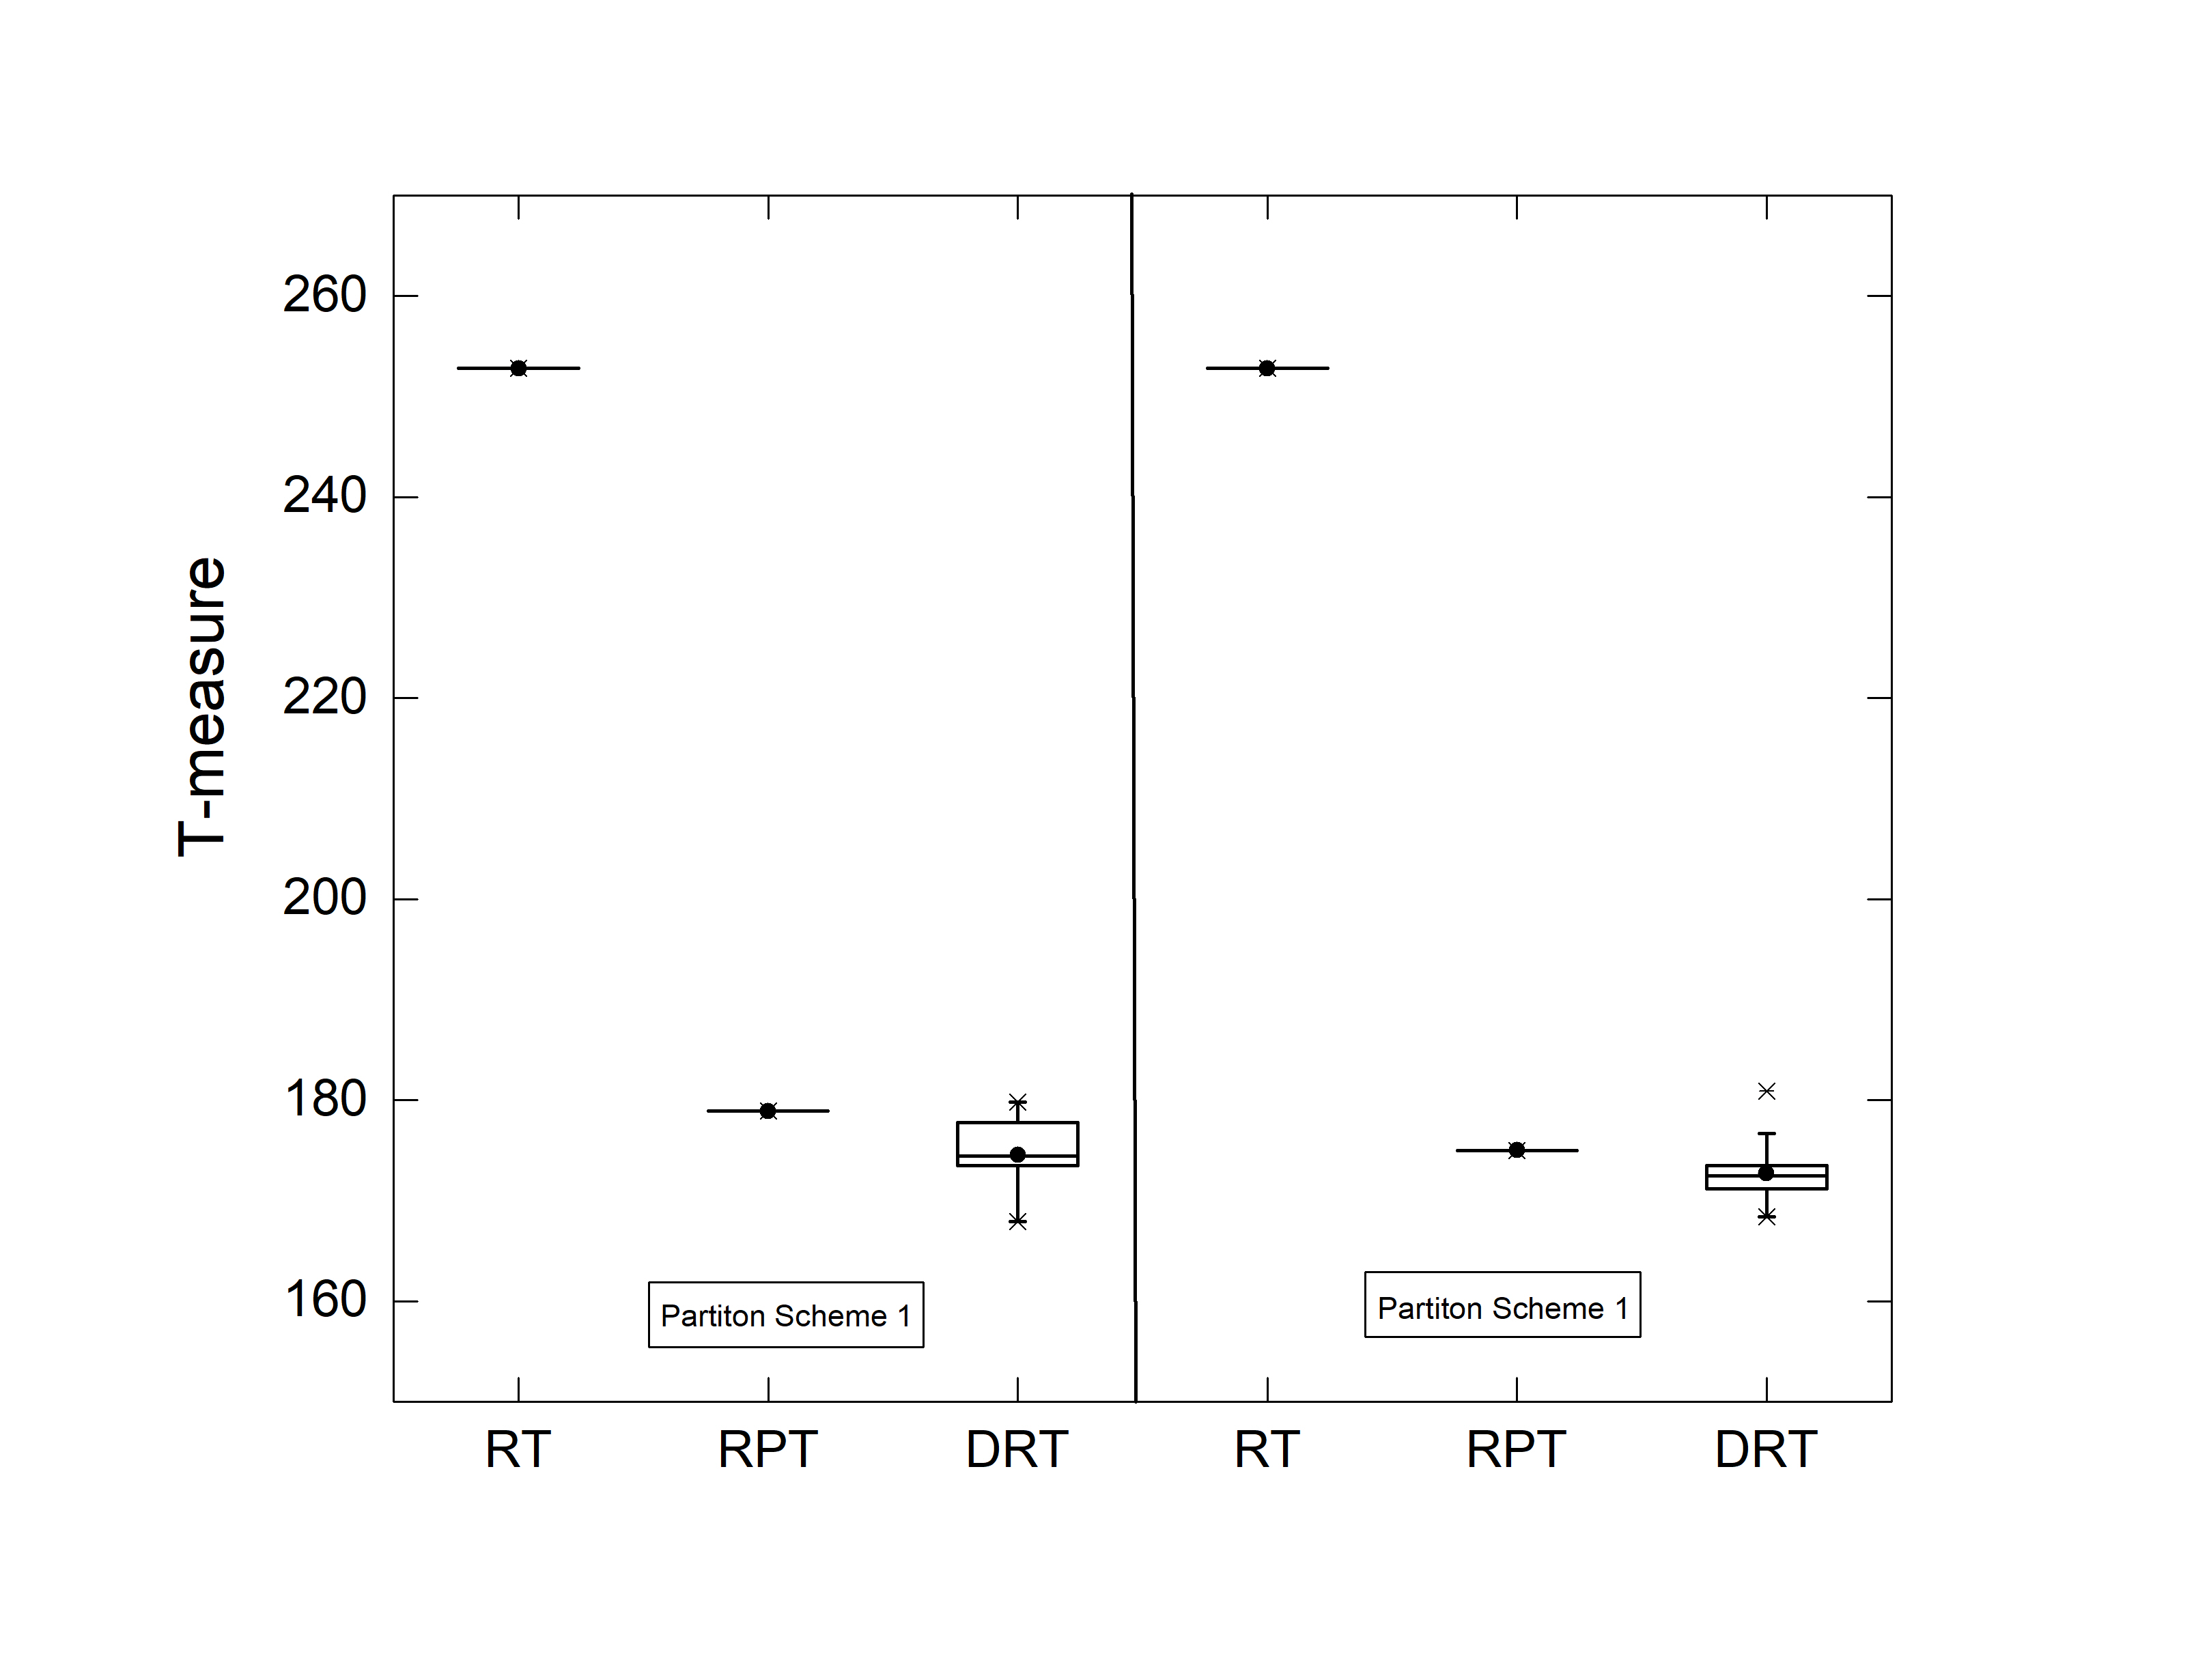 T-measure
260
240
220
200
180
160
Partiton Scheme 1
Partiton Scheme 1
RT RPT DRT RT RPT DRT